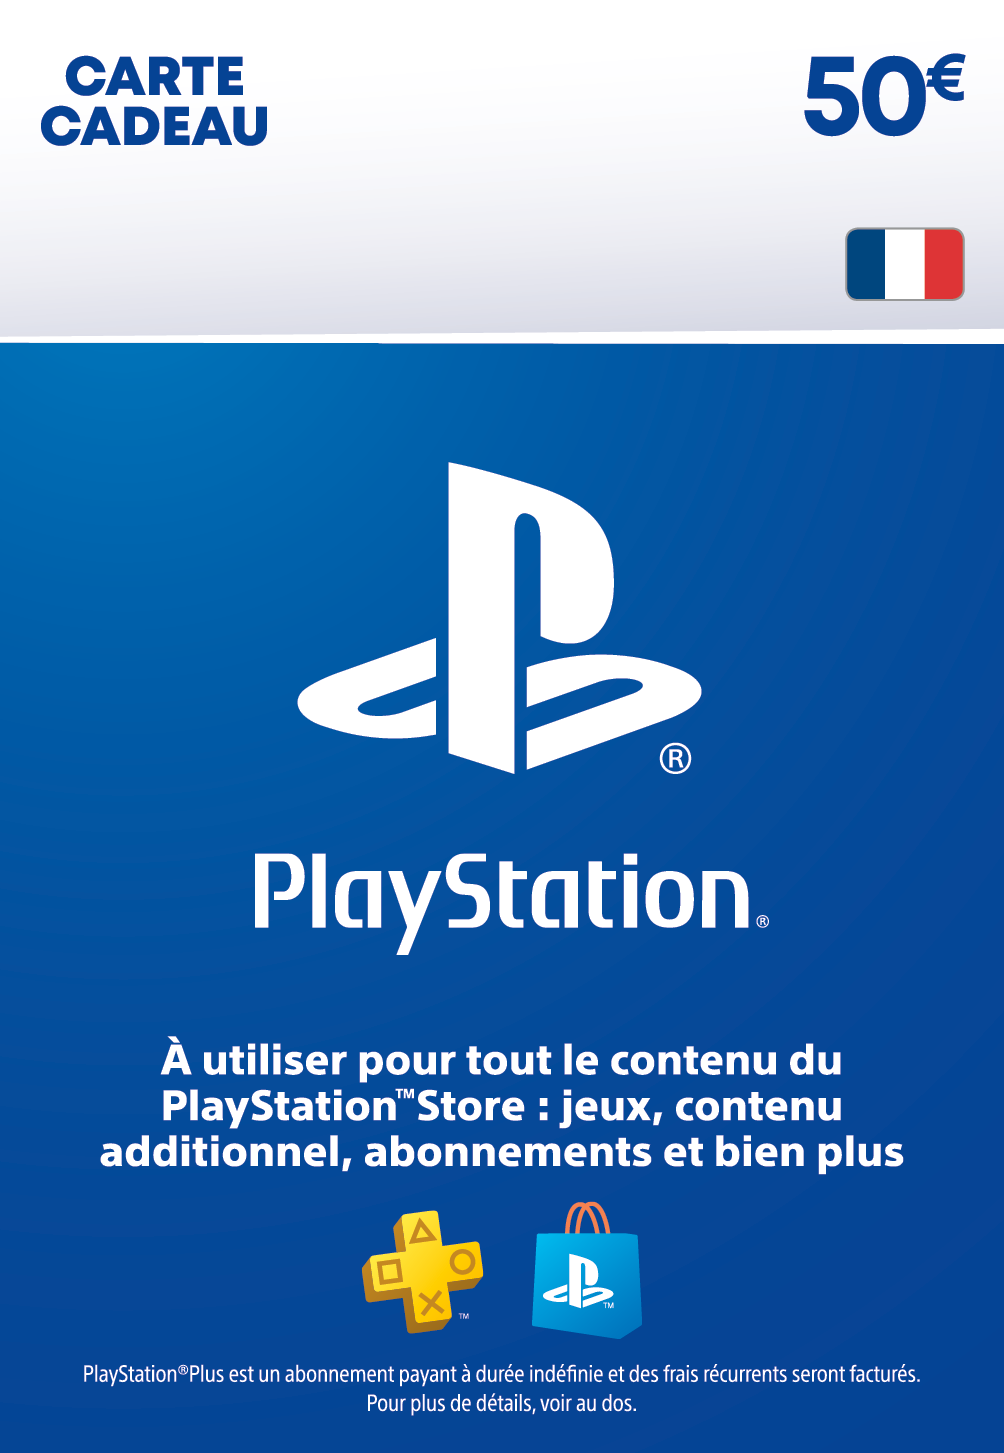 CARTE
CADEAU
50€
®
PlayStation®
À utiliser pour tout le contenu du
PlayStation™Store : jeux, contenu
additionnel, abonnements et bien plus
™
™
PlayStation®Plus est un abonnement payant à durée indéfinie et des frais récurrents seront facturés.
Pour plus de détails, voir au dos.